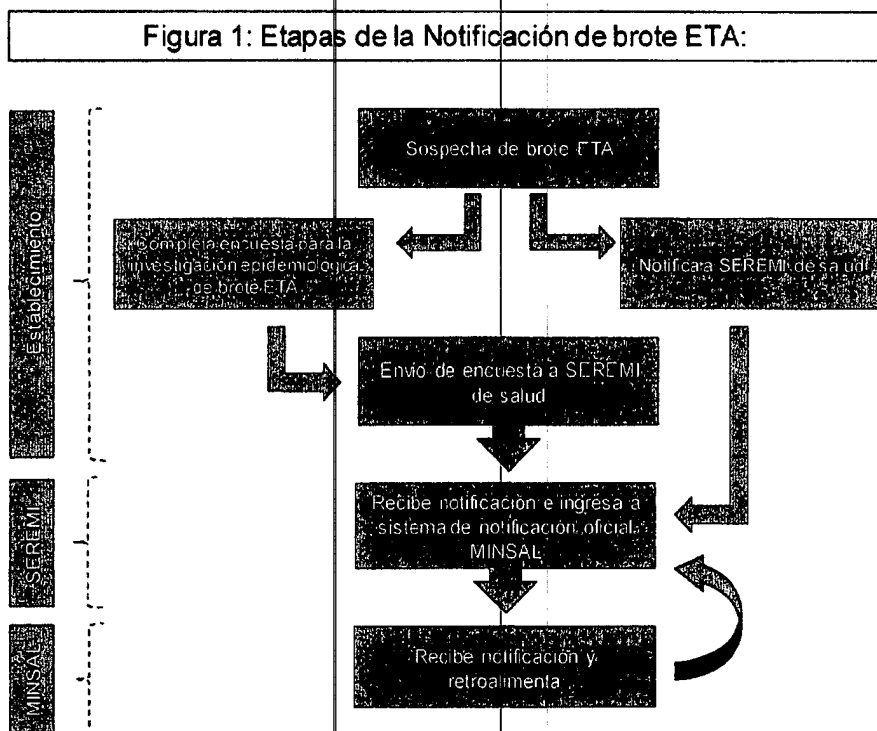 Figura 1: Etapas de la Notificación de brote ETA:
Establecimiento
Sospecha de brote ETA
Completa encuesta para la
investigación epidemiológica
de brote ETA
Notifica a SEREMI de salud
Envío de encuesta a SEREMI
de salud
SEREMI
Recibe notificación e ingresa a
sistema de notificación oficial
MINSAL
MINSAL
Recibe notificación y
retroalimenta